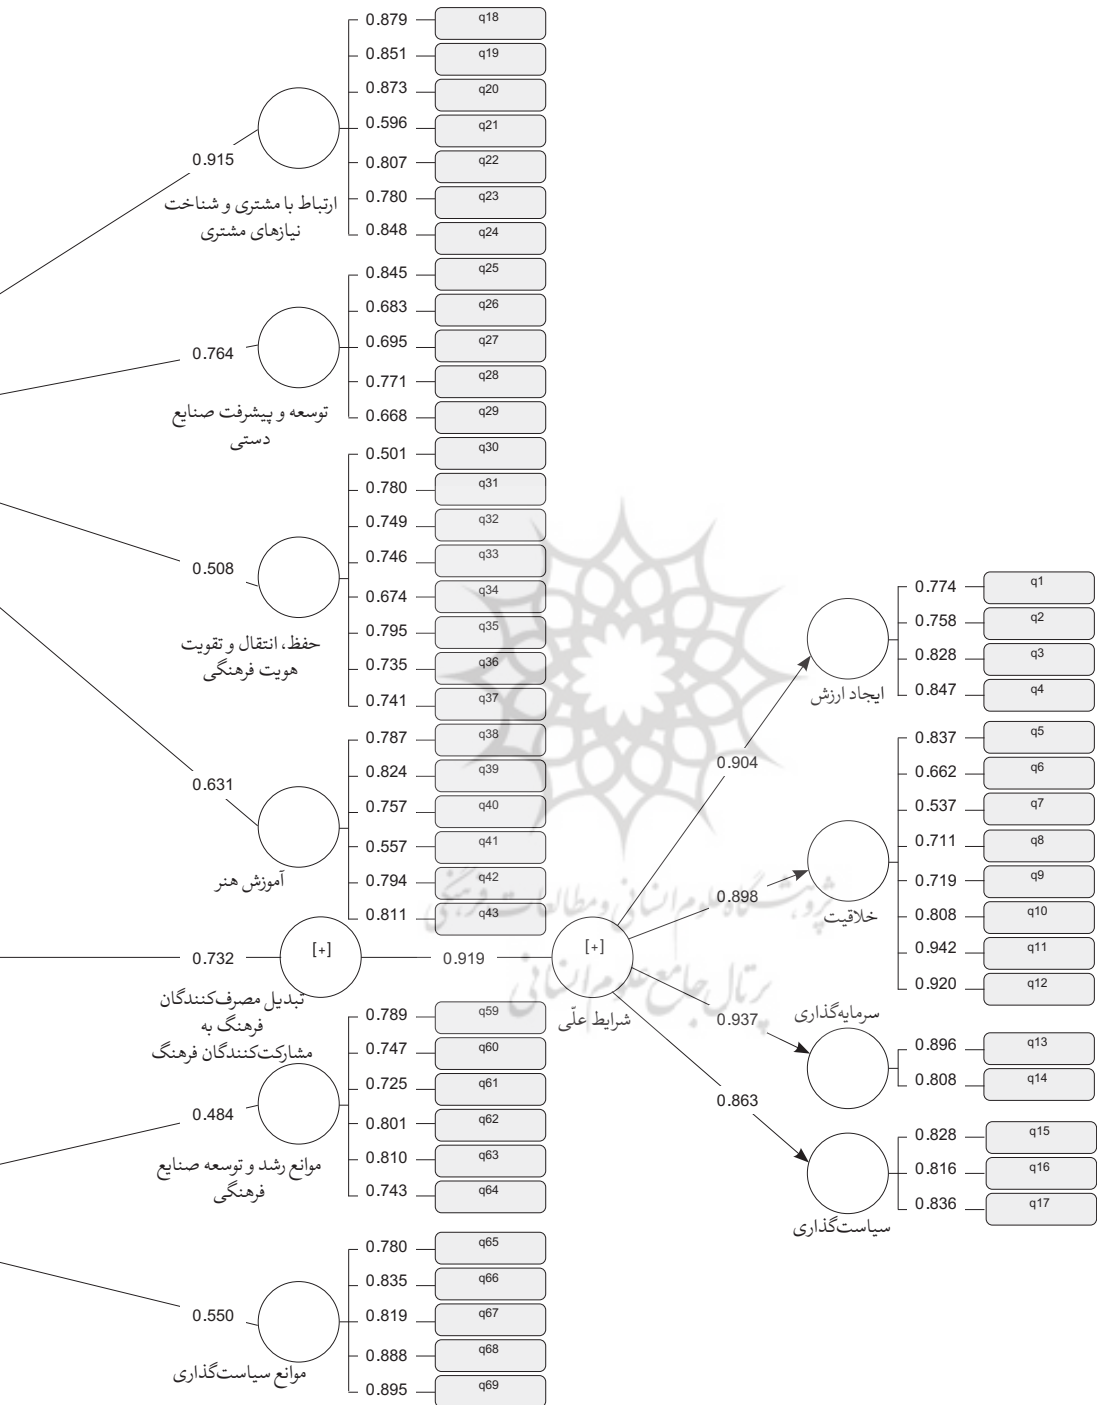 0.879 q18
0.851 q19
0.873 q20
0.596 q21
0.915
0.807 q22
0.780 q23
0.848 q24
ارتباط با مشتری و شناخت
نیازهای مشتری
0.845 q25
0.683 q26
0.695 q27
0.764
0.771 q28
0.668 q29
توسعه و پیشرفت صنایع
دستی
0.501 q30
0.780 q31
0.749 q32
0.746 q33
0.508
0.674 q34
0.795 q35
0.735 q36
0.741 q37
حفظ، انتقال و تقویت
هویت فرهنگی
0.787 q38
0.824 q39
0.631
0.757 q40
0.557 q41
0.794 q42
0.811 q43
آموزش هنر
0.732
[+]
0.919
[+]
تبدیل مصرف‌کنندگان
فرهنگ به
مشارکت‌کنندگان فرهنگ
شرایط علّی
0.789 q59
0.747 q60
0.725 q61
0.484
0.801 q62
0.810 q63
0.743 q64
موانع رشد و توسعه صنایع
فرهنگی
0.780 q65
0.835 q66
0.550
0.819 q67
0.888 q68
0.895 q69
موانع سیاست‌گذاری
0.774 q1
0.758 q2
0.828 q3
0.847 q4
ایجاد ارزش
0.904
0.837 q5
0.662 q6
0.537 q7
0.711 q8
0.719 q9
0.808 q10
0.942 q11
0.920 q12
0.898
خلاقیت
سرمایه‌گذاری
0.937
0.896 q13
0.808 q14
0.863
0.828 q15
0.816 q16
0.836 q17
سیاست‌گذاری
پژوهشگاه علوم انسانی و مطالعات فرهنگی
پرتال جامع علوم انسانی